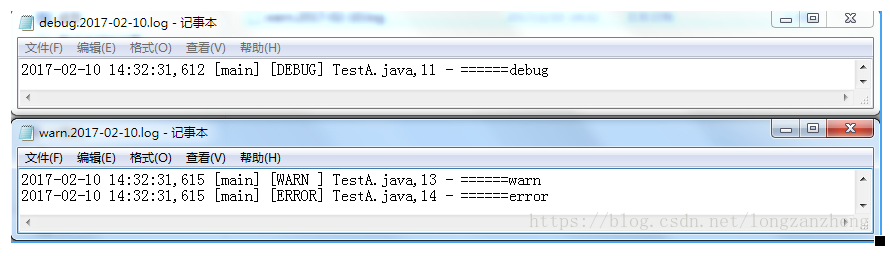 debug.2017-02-10.log - 记事本
文件(F) 编辑(E) 格式(O) 查看(V) 帮助(H)
2017-02-10 14:32:31,612 [main] [DEBUG] TestA.java,11 - ======debug
warn.2017-02-10.log - 记事本
文件(F) 编辑(E) 格式(O) 查看(V) 帮助(H)
2017-02-10 14:32:31,615 [main] [WARN ] TestA.java,13 - ======warn
2017-02-10 14:32:31,615 [main] [ERROR] TestA.java,14 - ======error
https://blog.csdn.net/longzanzheng